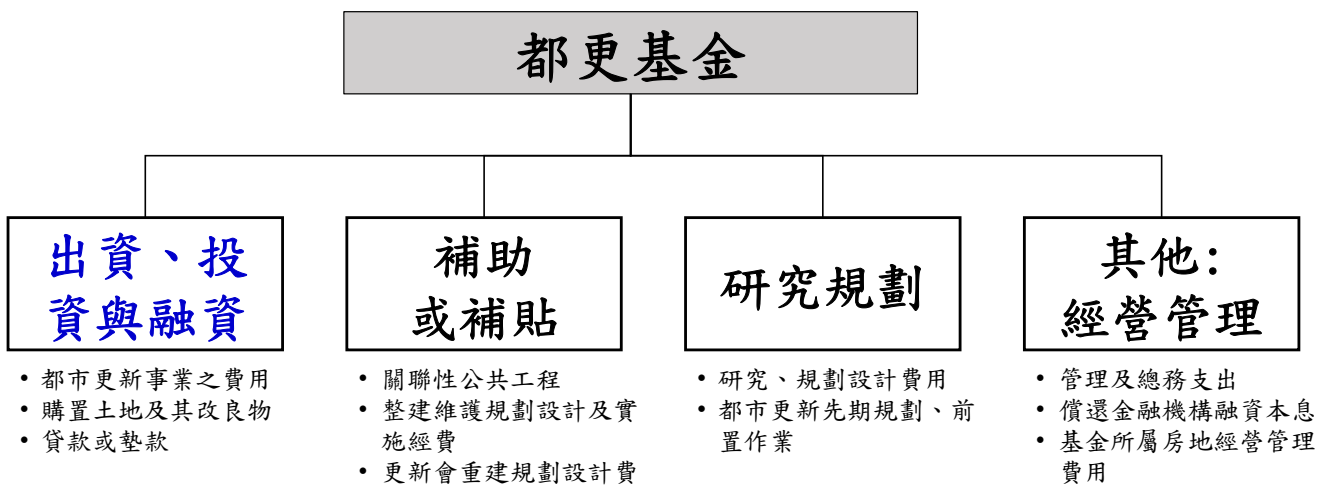 都更基金
出資、投
資與融資
• 都市更新事業之費用
• 購置土地及其改良物
• 貸款或墊款
補助
或補貼
• 關聯性公共工程
• 整建維護規劃設計及實
施經費
• 更新會重建規劃設計費
研究規劃
• 研究、規劃設計費用
• 都市更新先期規劃、前
置作業
其他:
經營管理
• 管理及總務支出
• 償還金融機構融資本息
• 基金所屬房地經營管理
費用